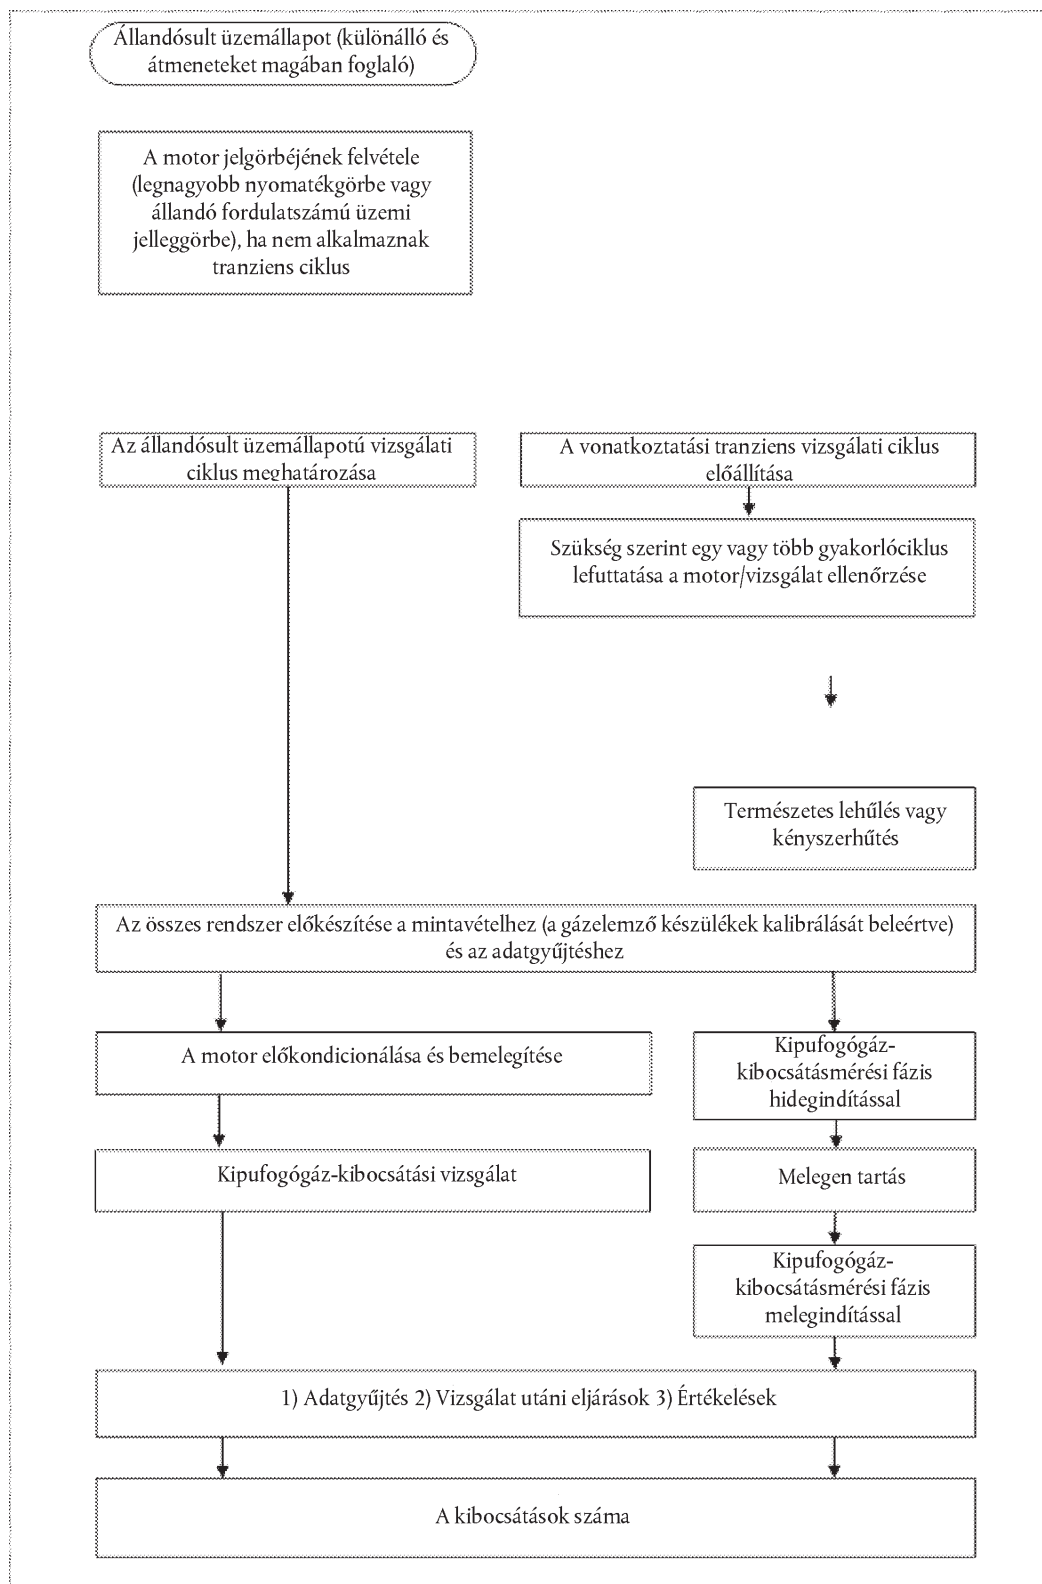 Állandósult üzemállapot (különálló és
átmeneteket magában foglaló)
A motor jelgörbéjének felvétele
(legnagyobb nyomatékgörbe vagy
állandó fordulatszámú üzemi
jelleggörbe), ha nem alkalmaznak
tranziens ciklus
Az állandósult üzemállapotú vizsgálati
ciklus meghatározása
A vonatkoztatási tranziens vizsgálati ciklus
előállítása
Szükség szerint egy vagy több gyakorlóciklus
lefuttatása a motor/vizsgálat ellenőrzése
Természetes lehűlés vagy
kényszerhűtés
Az összes rendszer előkészítése a mintavételhez (a gázelemző készülékek kalibrálását beleértve)
és az adatgyűjtéshez
A motor előkondicionálása és bemelegítése
Kipufogógáz-kibocsátási vizsgálat
Kipufogógáz-
kibocsátásmérési fázis
hidegindítással
Melegen tartás
Kipufogógáz-
kibocsátásmérési fázis
melegindítással
1) Adatgyűjtés 2) Vizsgálat utáni eljárások 3) Értékelések
A kibocsátások száma